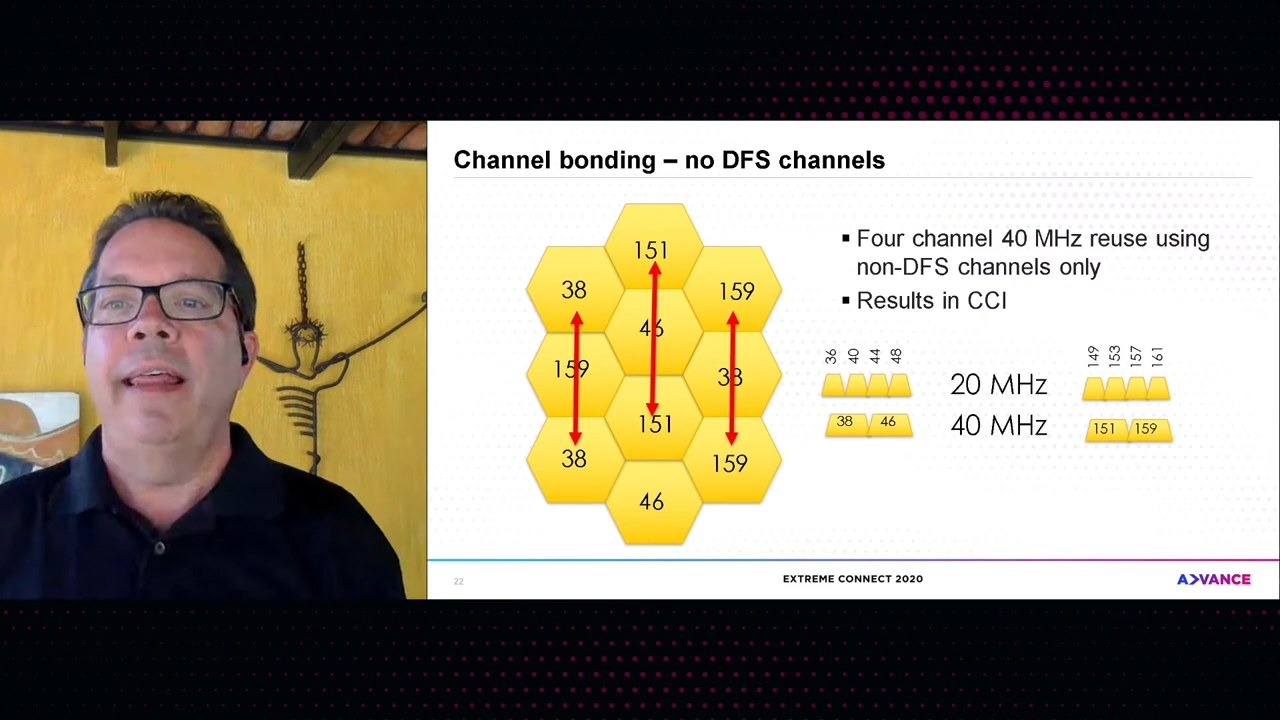 Channel bonding – no DFS channels
151
38
159
46
159
38
151
38
159
46
▪ Four channel 40 MHz reuse using
non-DFS channels only
▪ Results in CCI
36 40 44 48
149 153 157 161
20 MHz
38 46
40 MHz
151 159
22
EXTREME CONNECT 2020
ADVANCE